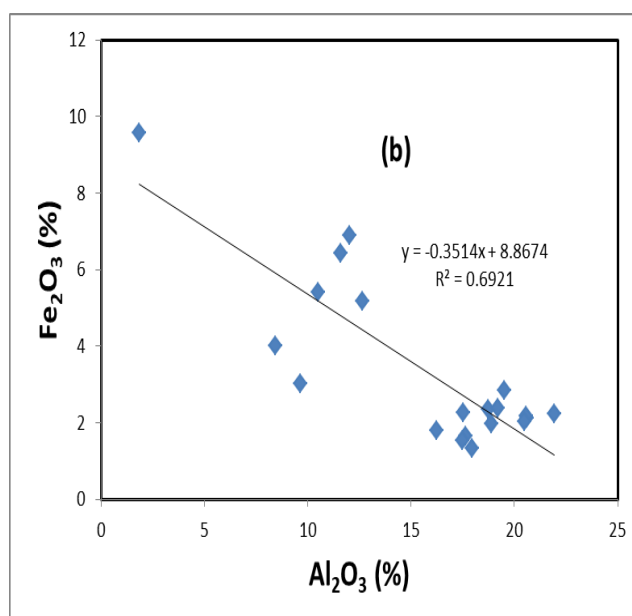 12
10
8
6
4
2
0
Fe₂O₃ (%)
(b)
y = -0.3514x + 8.8674
R² = 0.6921
0 5 10 15 20 25
Al₂O₃ (%)